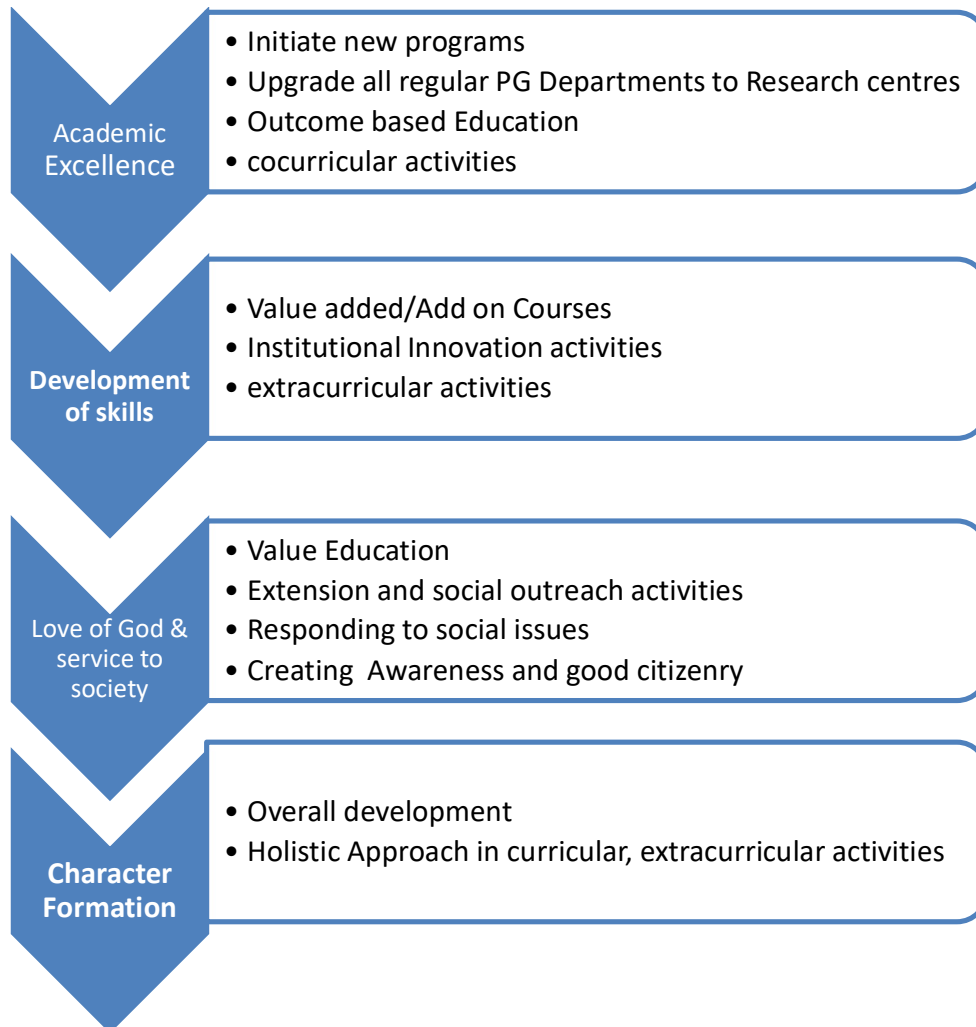 Academic
Excellence
• Initiate new programs
• Upgrade all regular PG Departments to Research centres
• Outcome based Education
• cocurricular activities
Development
of skills
• Value added/Add on Courses
• Institutional Innovation activities
• extracurricular activities
Love of God &
service to
society
• Value Education
• Extension and social outreach activities
• Responding to social issues
• Creating  Awareness and good citizenry
Character
Formation
• Overall development
• Holistic Approach in curricular, extracurricular activities